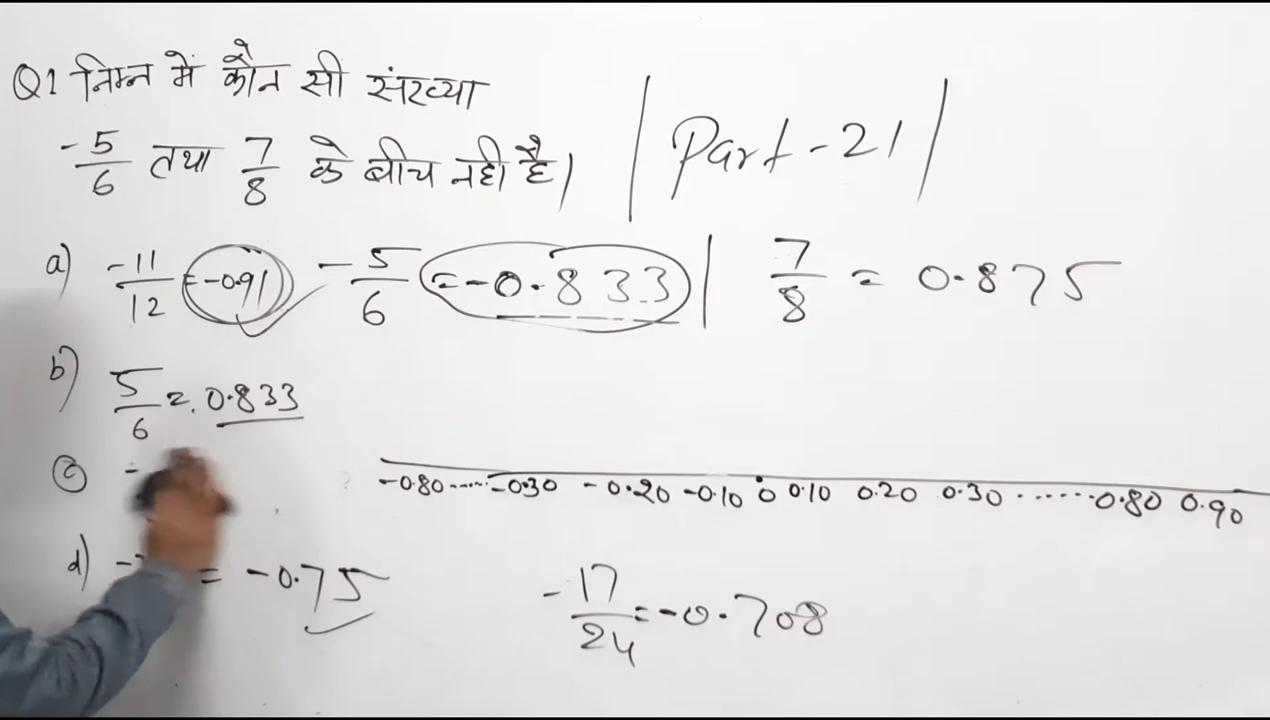 Q1 निम्न में कौन सी संख्या
-5/6 तथा 7/8 के बीच नही है।
| Part-21 |
a) -11/12 = -0.91 -5/6 = -0.833 | 7/8 = 0.875
b) 5/6 = 0.833
c)
-0.80 ..... -0.30 -0.20 -0.10 0 0.10 0.20 0.30 ...... 0.80 0.90
d) = -0.75
-17/24 = -0.708